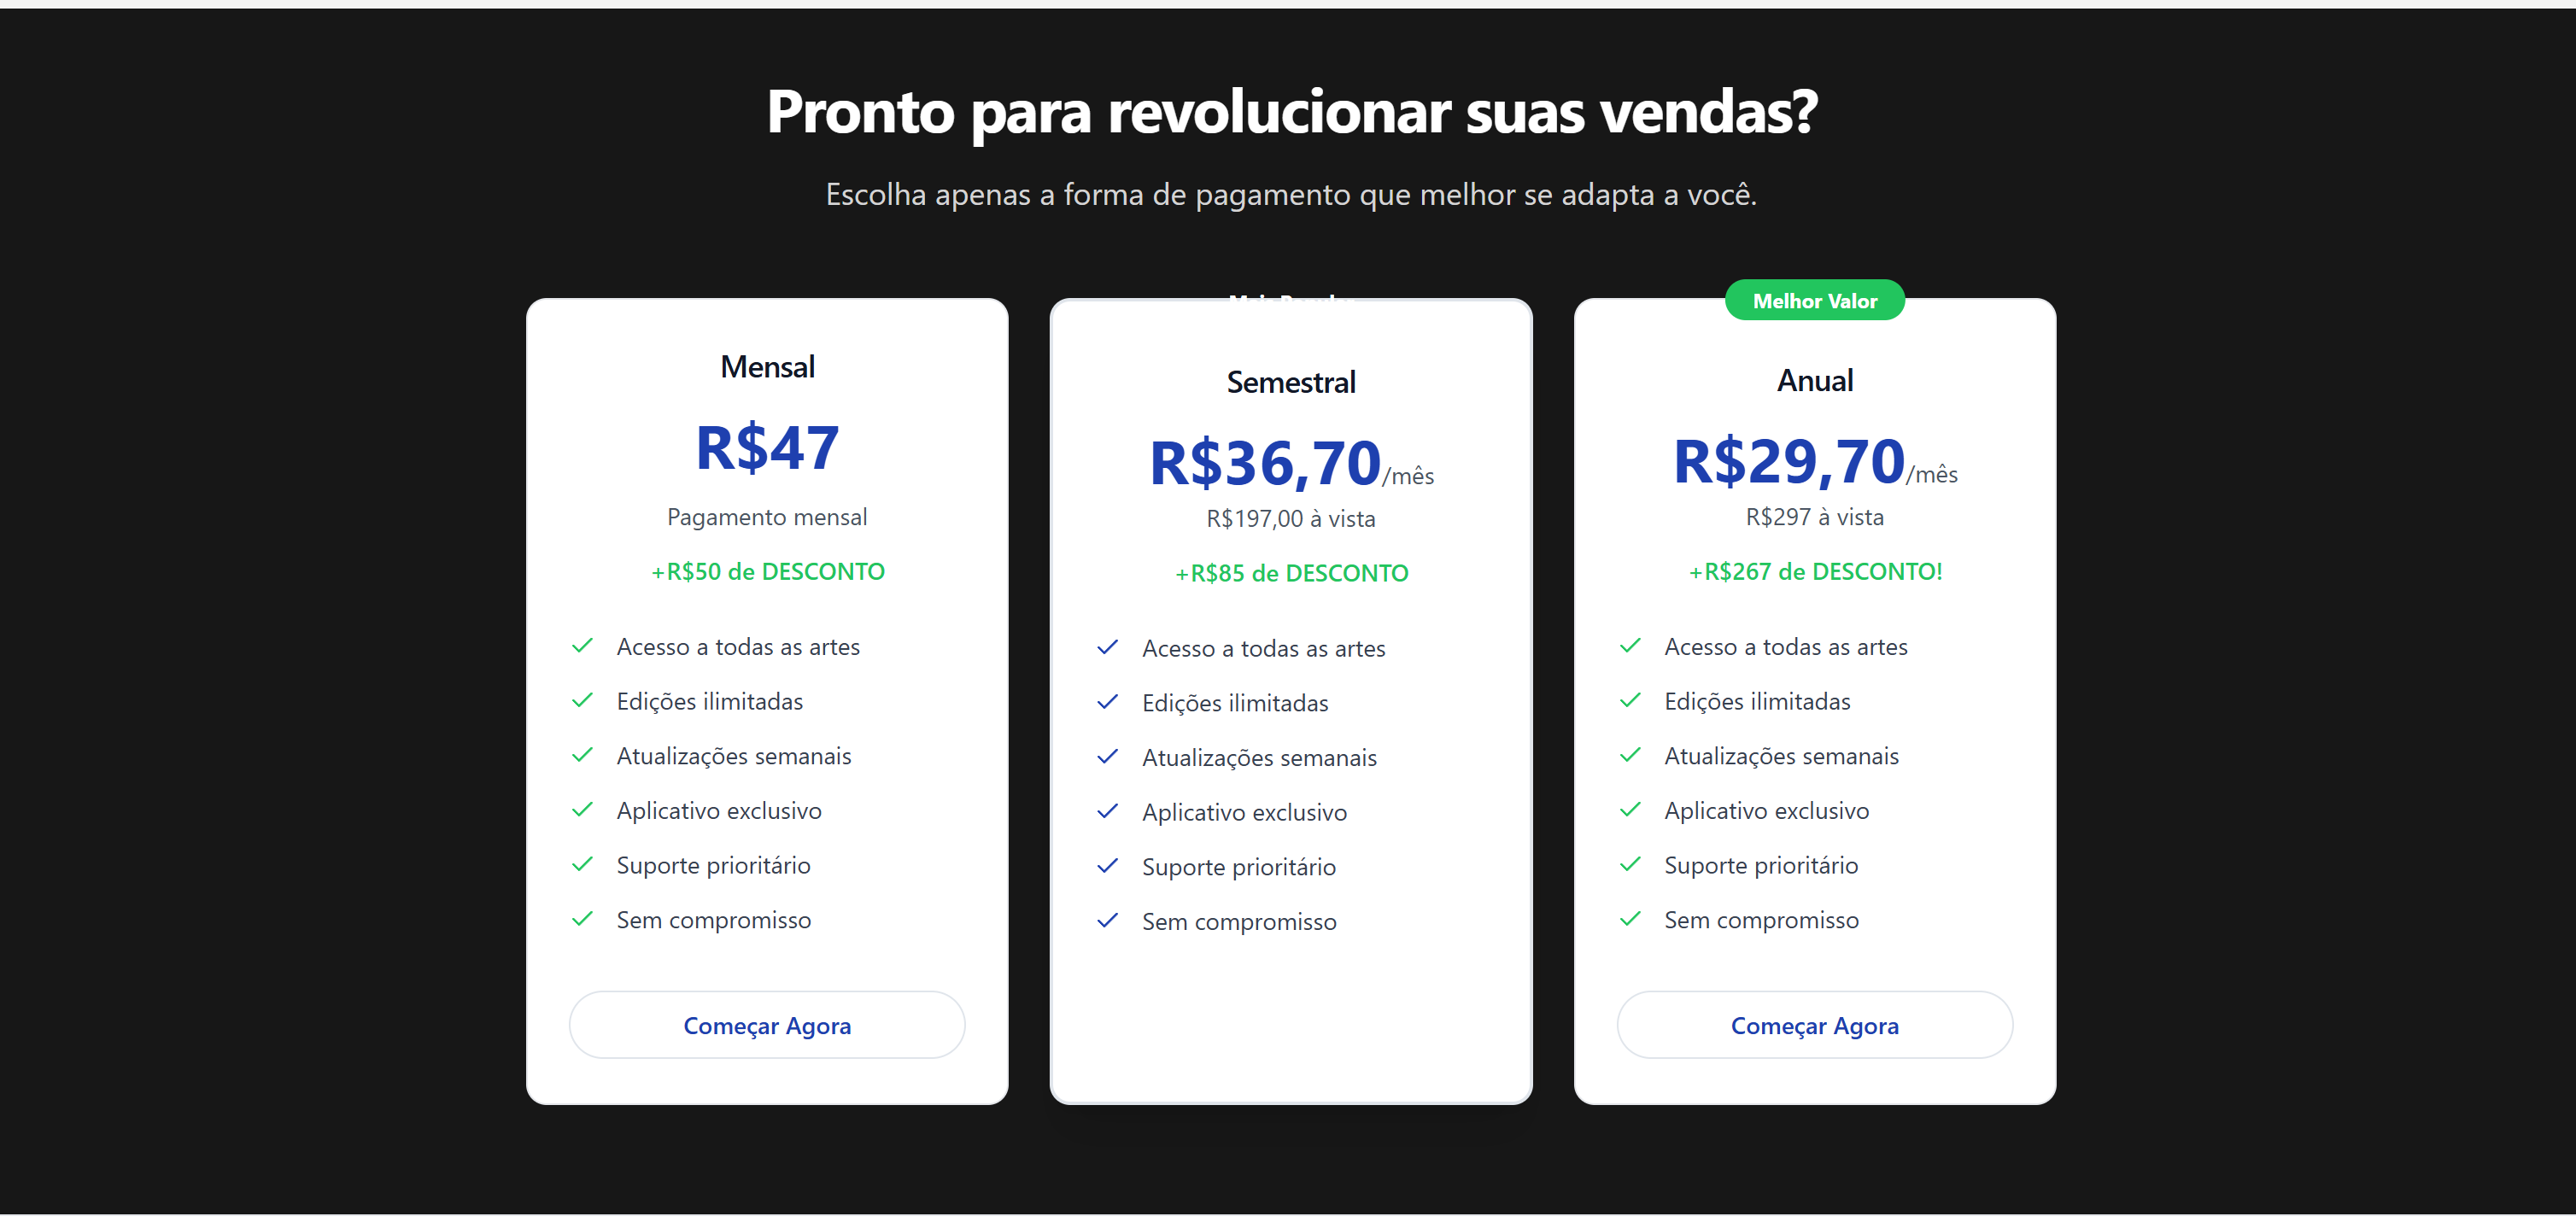 Pronto para revolucionar suas vendas?
Escolha apenas a forma de pagamento que melhor se adapta a você.
Mensal
R$47
Pagamento mensal
+R$50 de DESCONTO
Acesso a todas as artes
Edições ilimitadas
Atualizações semanais
Aplicativo exclusivo
Suporte prioritário
Sem compromisso
Começar Agora
Semestral
R$36,70/mês
R$197,00 à vista
+R$85 de DESCONTO
Acesso a todas as artes
Edições ilimitadas
Atualizações semanais
Aplicativo exclusivo
Suporte prioritário
Sem compromisso
Melhor Valor
Anual
R$29,70/mês
R$297 à vista
+R$267 de DESCONTO!
Acesso a todas as artes
Edições ilimitadas
Atualizações semanais
Aplicativo exclusivo
Suporte prioritário
Sem compromisso
Começar Agora